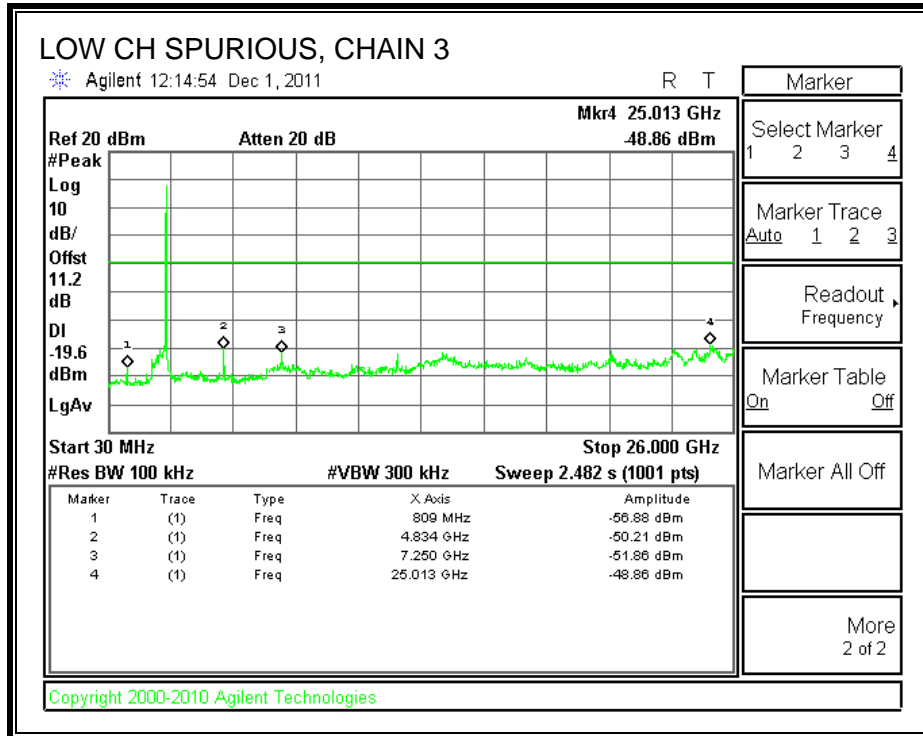 LOW CH SPURIOUS, CHAIN 3
Agilent 12:14:54 Dec 1, 2011
R T
Mkr4 25.013 GHz
Ref 20 dBm Atten 20 dB -48.86 dBm
#Peak
Log
10
dB/
Offst
11.2
dB
DI
-19.6
dBm
LgAv
1
2
3
4
Start 30 MHz Stop 26.000 GHz
#Res BW 100 kHz #VBW 300 kHz Sweep 2.482 s (1001 pts)
Marker Trace Type X Axis Amplitude
1 (1) Freq 809 MHz -56.88 dBm
2 (1) Freq 4.834 GHz -50.21 dBm
3 (1) Freq 7.250 GHz -51.86 dBm
4 (1) Freq 25.013 GHz -48.86 dBm
Marker
Select Marker
1 2 3 4
Marker Trace
Auto 1 2 3
Readout
Frequency
Marker Table
On Off
Marker All Off
More
2 of 2
Copyright 2000-2010 Agilent Technologies